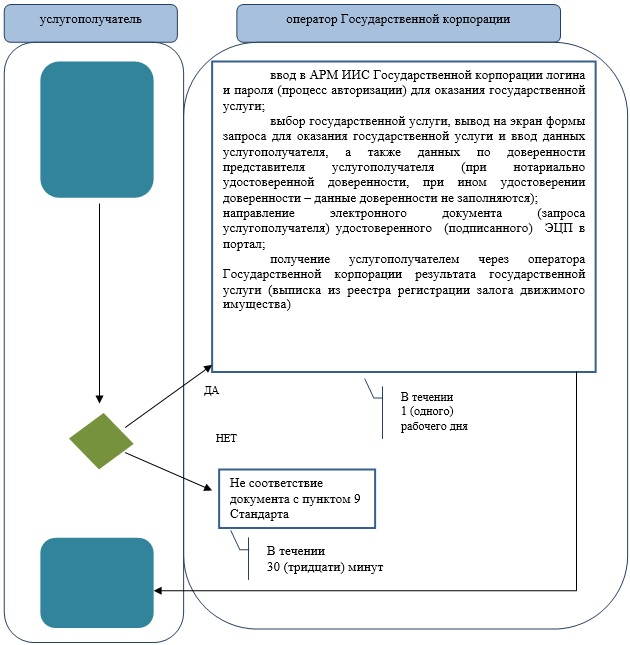 услугополучатель
оператор Государственной корпорации
ввод в АРМ ИИС Государственной корпорации логина
и пароля (процесс авторизации) для оказания государственной
услуги;
выбор государственной услуги, вывод на экран формы
запроса для оказания государственной услуги и ввод данных
услугополучателя, а также данных по доверенности
представителя услугополучателя (при нотариально
удостоверенной доверенности, при ином удостоверении
доверенности – данные доверенности не заполняются);
направление электронного документа (запроса
услугополучателя) удостоверенного (подписанного) ЭЦП в
портал;
получение услугополучателем через оператора
Государственной корпорации результата государственной
услуги (выписка из реестра регистрации залога движимого
имущества)
ДА
В течении
1 (одного)
рабочего дня
НЕТ
Не соответствие
документа с пунктом 9
Стандарта
В течении
30 (тридцати) минут